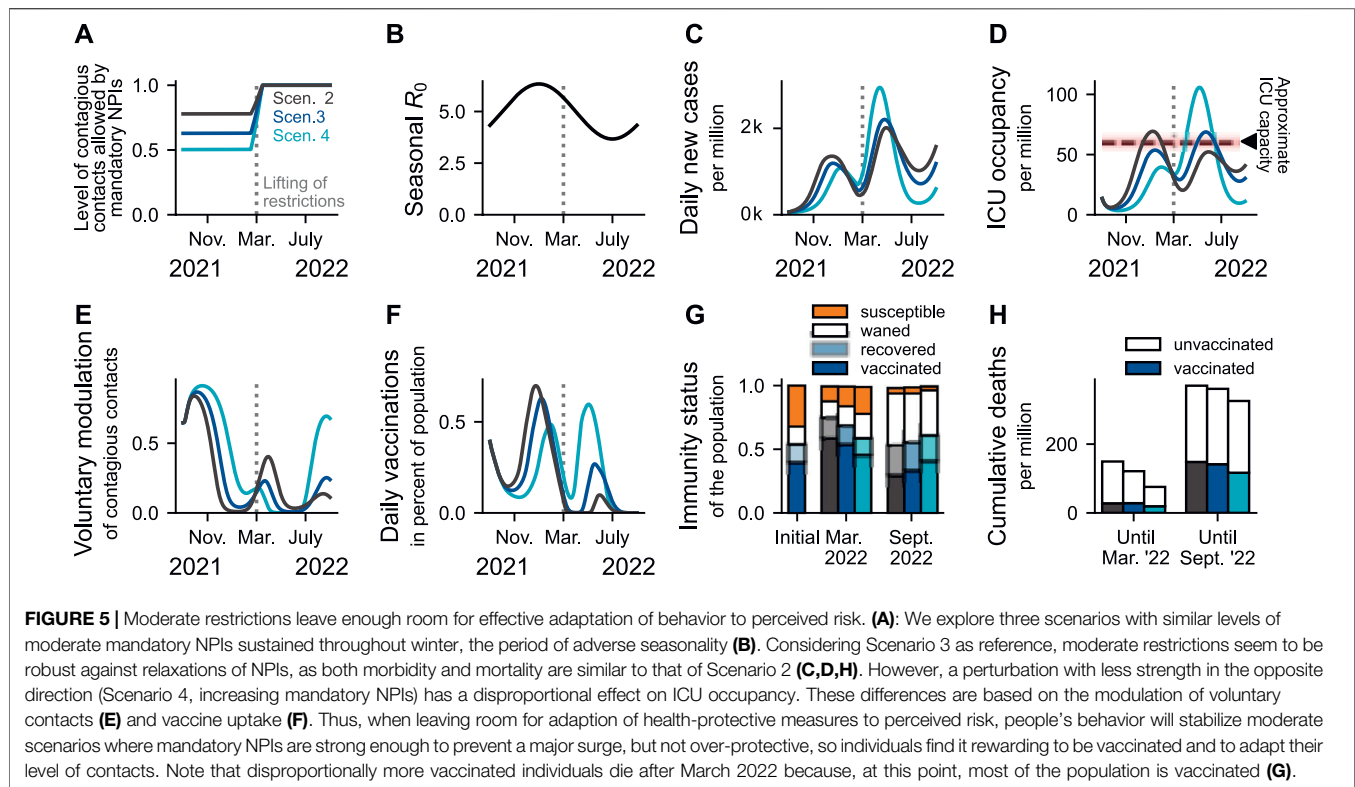 A
Level of contagious
contacts allowed by
mandatory NPIs
1.0
0.5
0.0
Scen. 2
Scen.3
Scen. 4
Lifting of
restrictions
Nov. Mar. July
2021 2022
B
Seasonal R0
5.0
2.5
0.0
Nov. Mar. July
2021 2022
C
Daily new cases
per million
2k
0k
Nov. Mar. July
2021 2022
D
ICU occupancy
per million
100
50
0
Approximate
ICU capacity
Nov. Mar. July
2021 2022
E
Voluntary modulation
of contagious contacts
0.5
0.0
Nov. Mar. July
2021 2022
F
Daily vaccinations
in percent of population
0.5
0.0
Nov. Mar. July
2021 2022
G
susceptible
waned
recovered
vaccinated
Immunity status
of the population
1.0
0.5
0.0
Initial Mar. Sept.
2022 2022
H
unvaccinated
vaccinated
Cumulative deaths
per million
200
0
Until Until
Mar. '22 Sept. '22
FIGURE 5 | Moderate restrictions leave enough room for effective adaptation of behavior to perceived risk. (A): We explore three scenarios with similar levels of
moderate mandatory NPIs sustained throughout winter, the period of adverse seasonality (B). Considering Scenario 3 as reference, moderate restrictions seem to be
robust against relaxations of NPIs, as both morbidity and mortality are similar to that of Scenario 2 (C,D,H). However, a perturbation with less strength in the opposite
direction (Scenario 4, increasing mandatory NPIs) has a disproportional effect on ICU occupancy. These differences are based on the modulation of voluntary
contacts (E) and vaccine uptake (F). Thus, when leaving room for adaption of health-protective measures to perceived risk, people's behavior will stabilize moderate
scenarios where mandatory NPIs are strong enough to prevent a major surge, but not over-protective, so individuals find it rewarding to be vaccinated and to adapt their
level of contacts. Note that disproportionally more vaccinated individuals die after March 2022 because, at this point, most of the population is vaccinated (G).